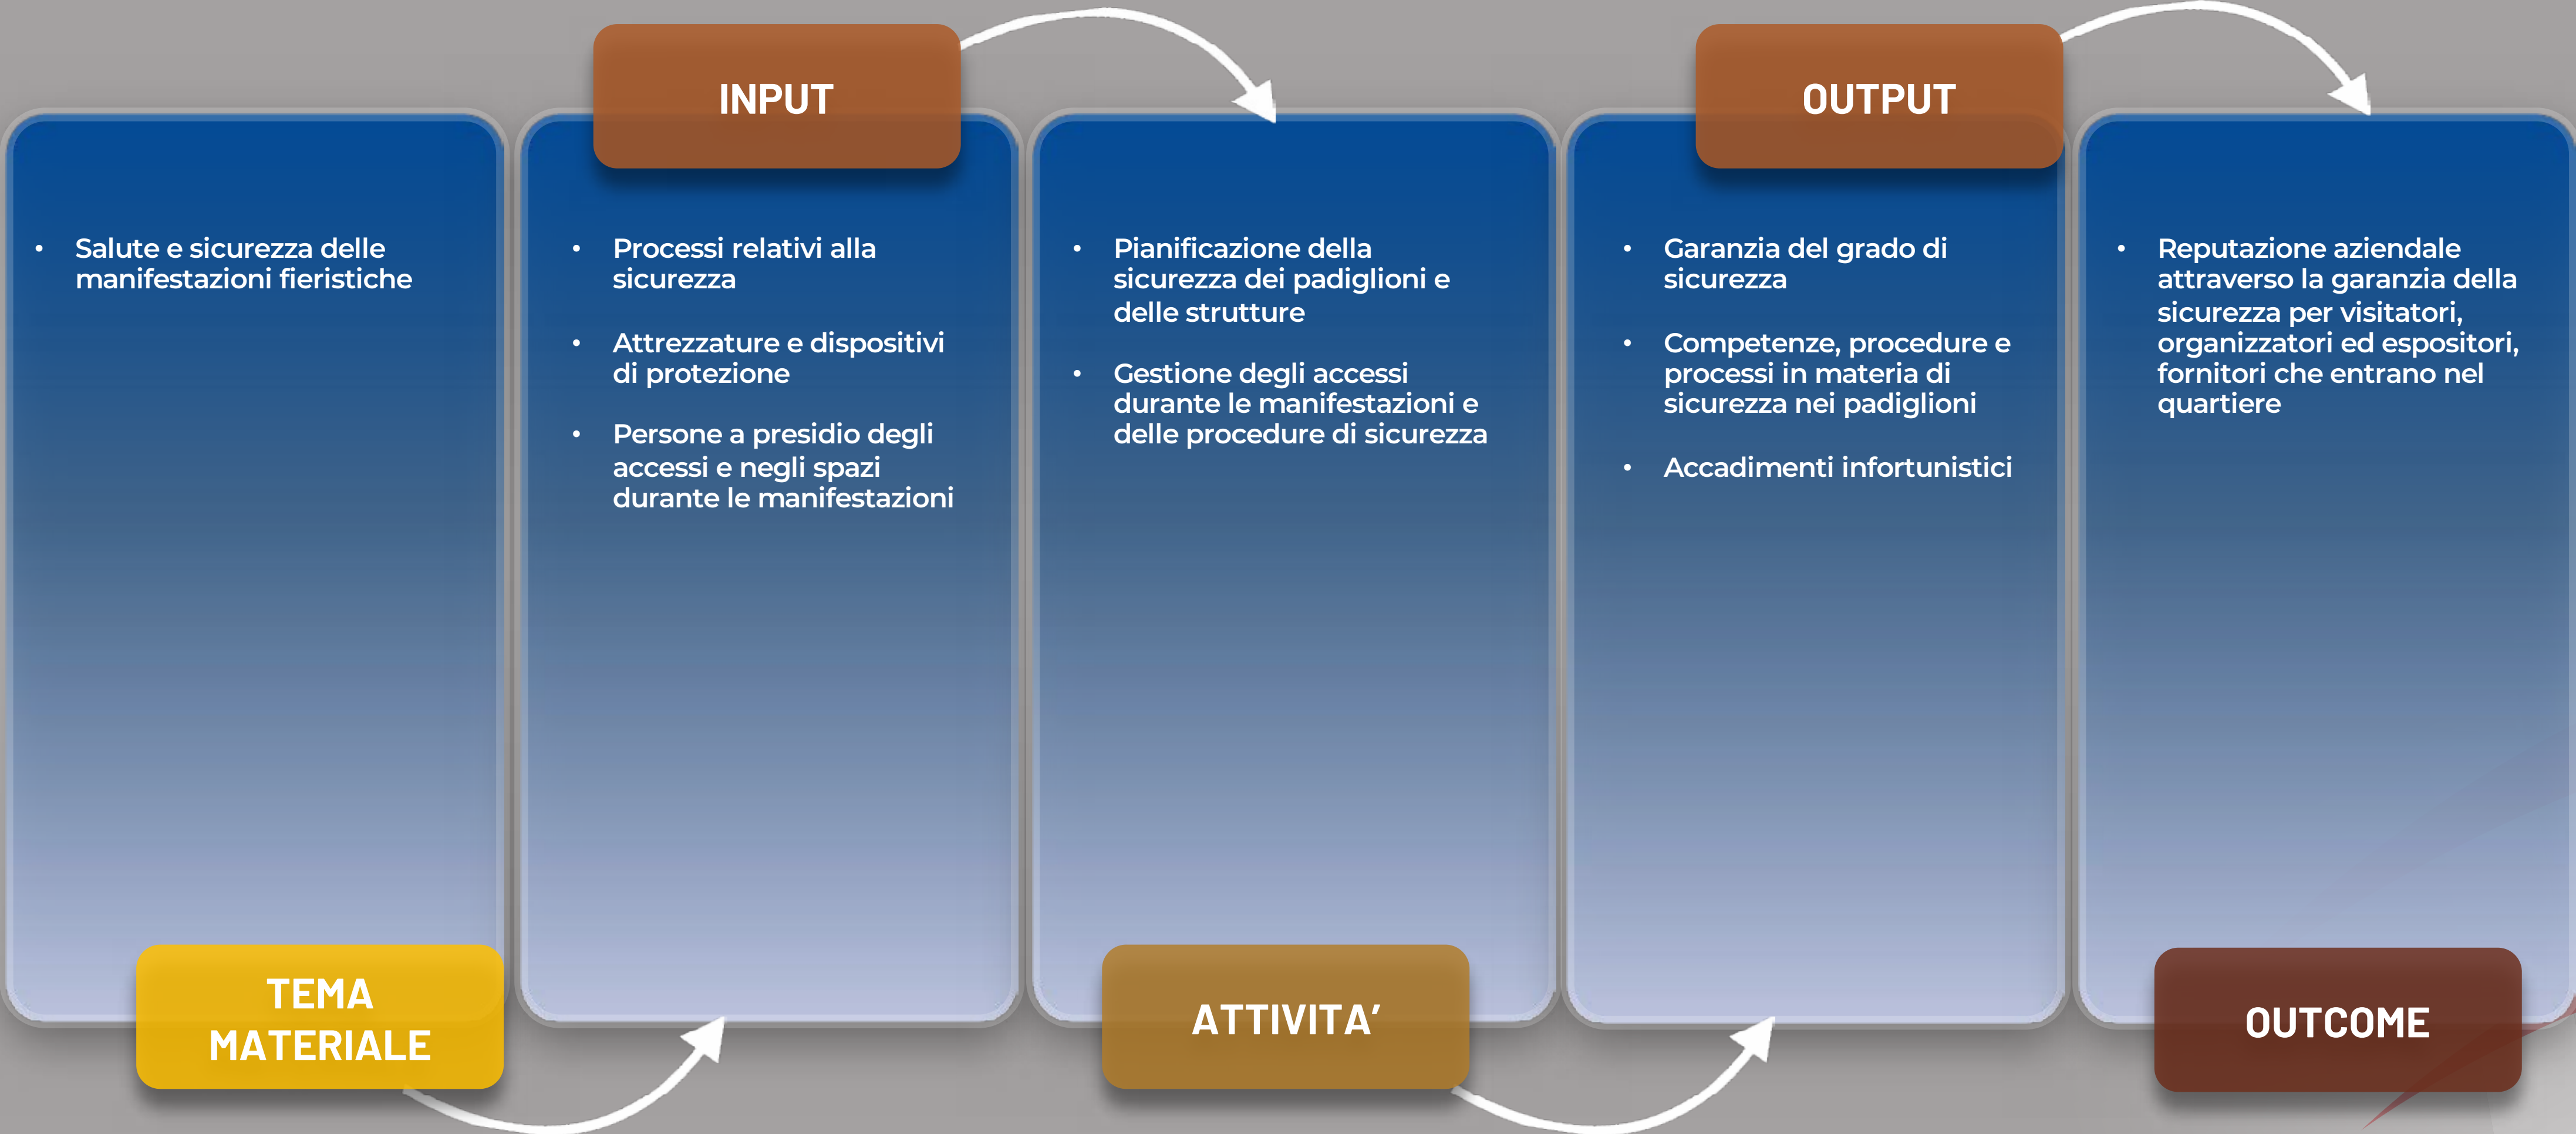 INPUT
OUTPUT
• Salute e sicurezza delle
manifestazioni fieristiche
• Processi relativi alla
sicurezza
• Attrezzature e dispositivi
di protezione
• Persone a presidio degli
accessi e negli spazi
durante le manifestazioni
• Pianificazione della
sicurezza dei padiglioni e
delle strutture
• Gestione degli accessi
durante le manifestazioni e
delle procedure di sicurezza
• Garanzia del grado di
sicurezza
• Competenze, procedure e
processi in materia di
sicurezza nei padiglioni
• Accadimenti infortunistici
• Reputazione aziendale
attraverso la garanzia della
sicurezza per visitatori,
organizzatori ed espositori,
fornitori che entrano nel
quartiere
TEMA
MATERIALE
ATTIVITA’
OUTCOME